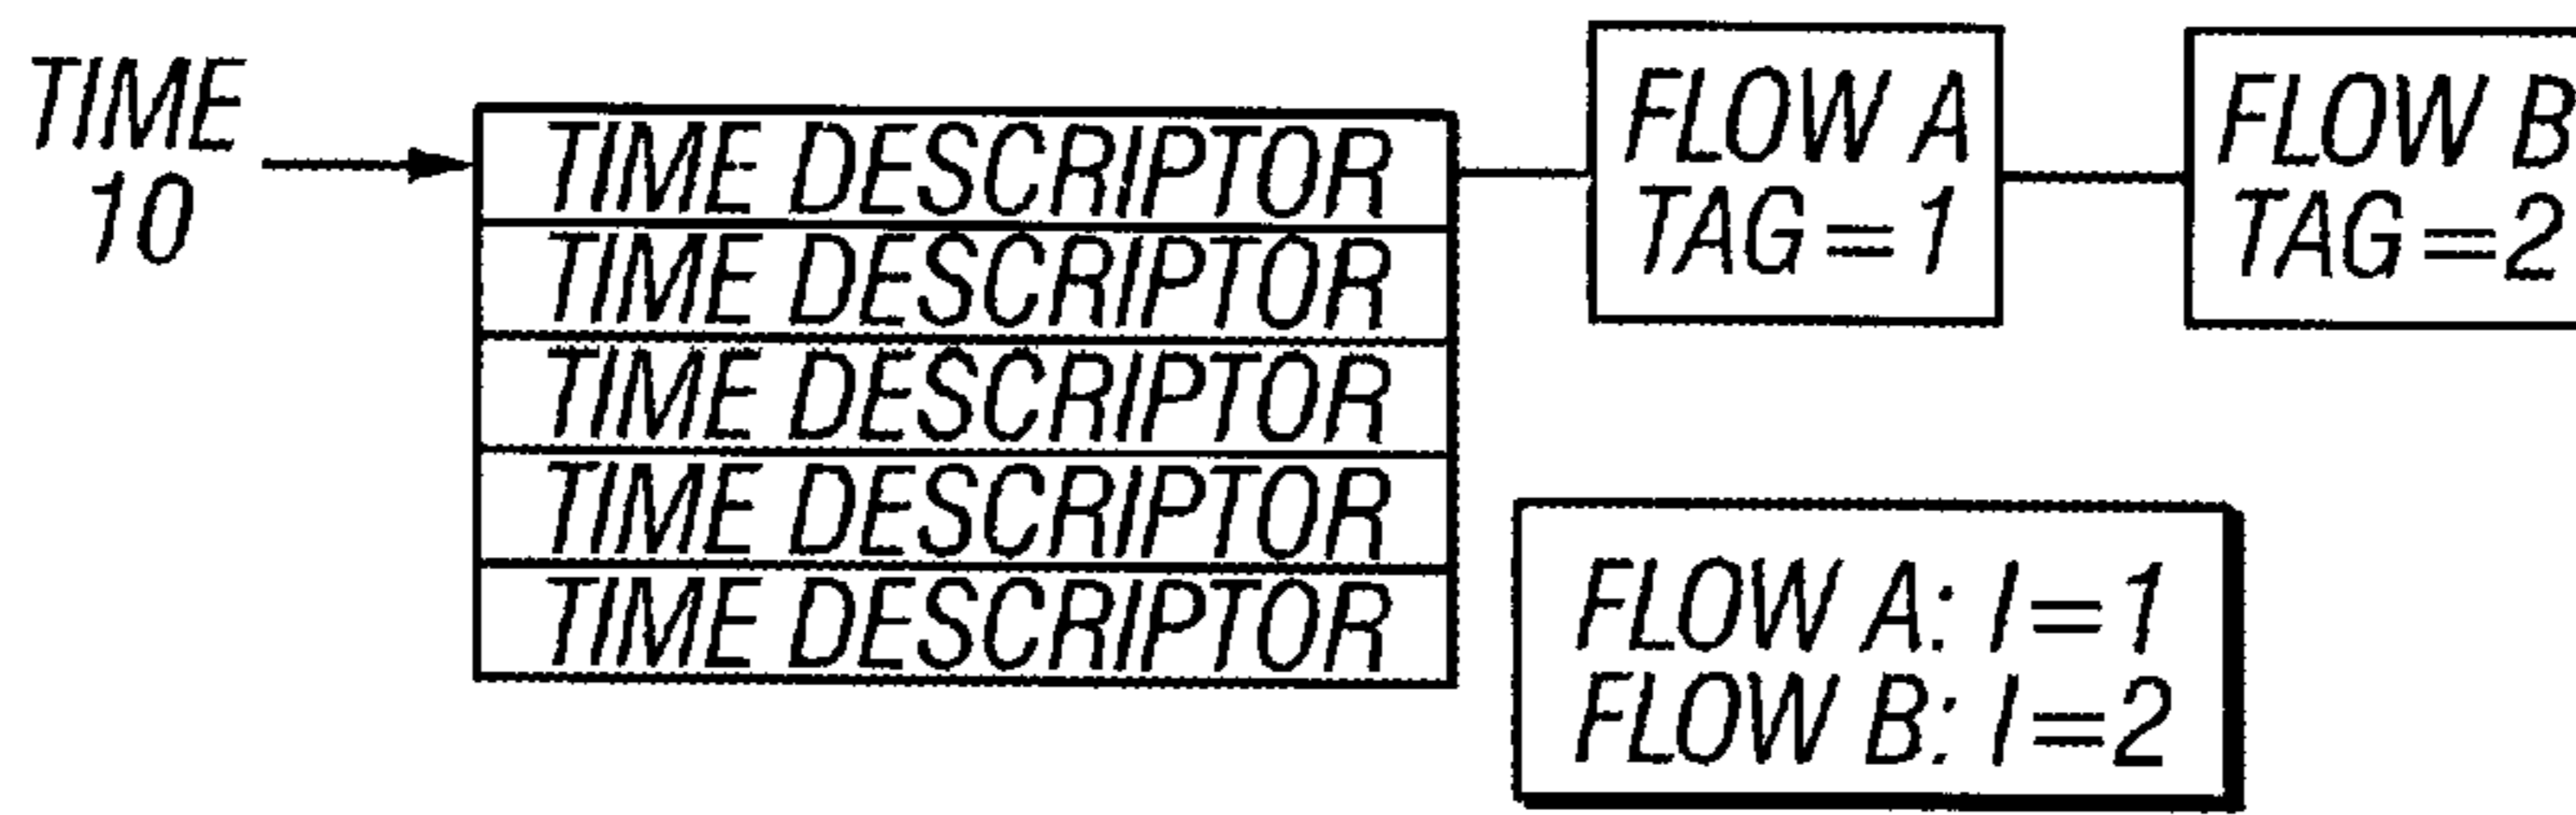 TIME
10
TIME DESCRIPTOR
TIME DESCRIPTOR
TIME DESCRIPTOR
TIME DESCRIPTOR
TIME DESCRIPTOR
FLOW A
TAG=1
FLOW B
TAG=2
FLOW A: I=1
FLOW B: I=2